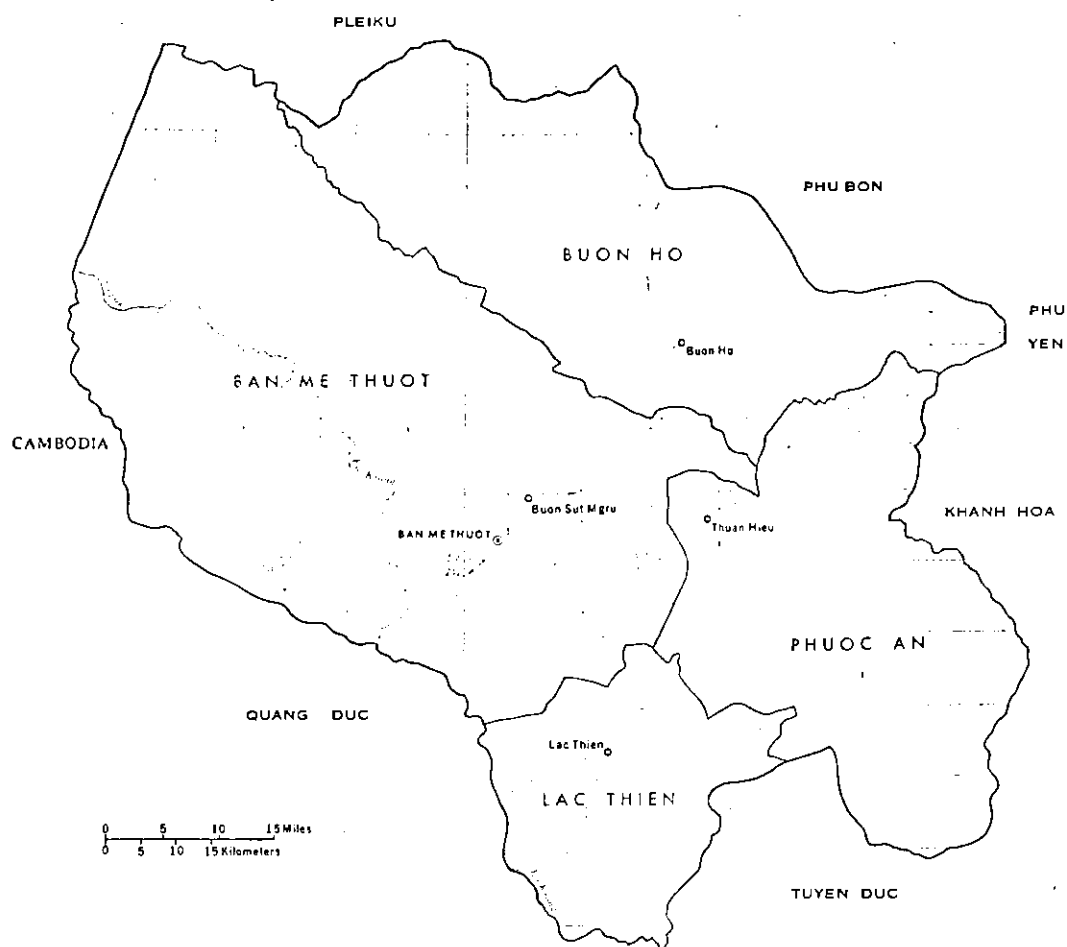 PLEIKU
PHU BON
BUON HO
PHU
YEN
Buon Ho
BAN ME THUOT
CAMBODIA
Buon Sut Mgru
KHANH HOA
Thuan Hieu
BAN METHUOT
PHUOC AN
QUANG DUC
Lac Thien
LAC THIEN
0 5 10 15 Miles
0 5 10 15 Kilometers
TUYEN DUC